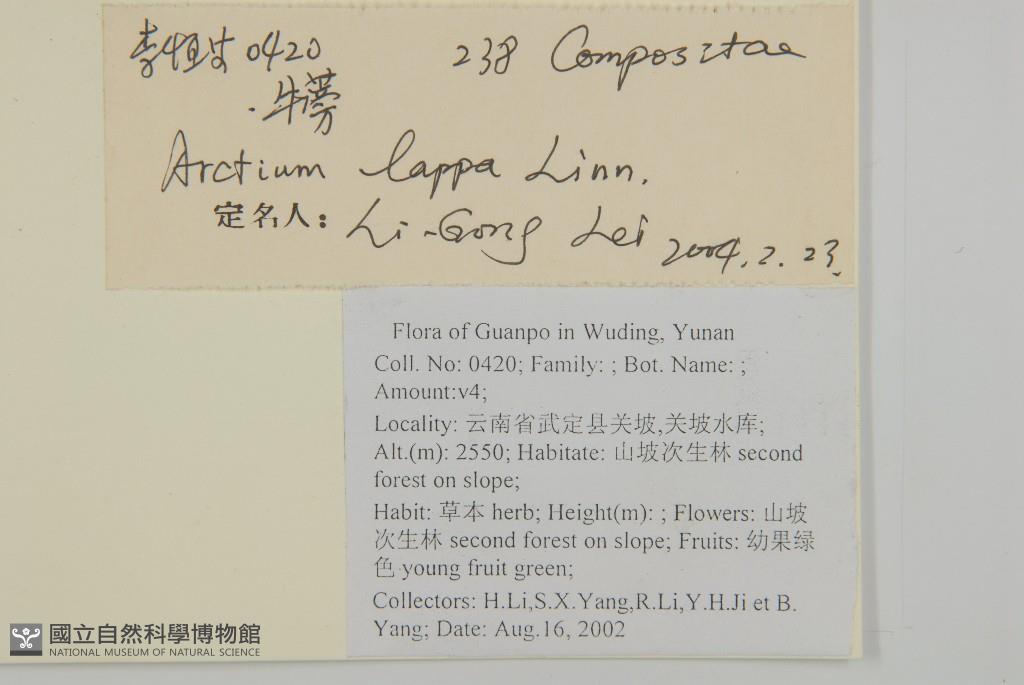 李恒 0420
238 Compositae
牛蒡
Arctium lappa Linn.
定名人: Li-Gong Lei 2004.2.23.
Flora of Guanpo in Wuding, Yunan
Coll. No: 0420; Family: ; Bot. Name: ;
Amount:v4;
Locality: 云南省武定县关坡,关坡水库;
Alt.(m): 2550; Habitate: 山坡次生林 second
forest on slope;
Habit: 草本 herb; Height(m): ; Flowers: 山坡
次生林 second forest on slope; Fruits: 幼果绿
色 young fruit green;
Collectors: H.Li,S.X.Yang,R.Li,Y.H.Ji et B.
Yang; Date: Aug.16, 2002
國立自然科學博物館
NATIONAL MUSEUM OF NATURAL SCIENCE